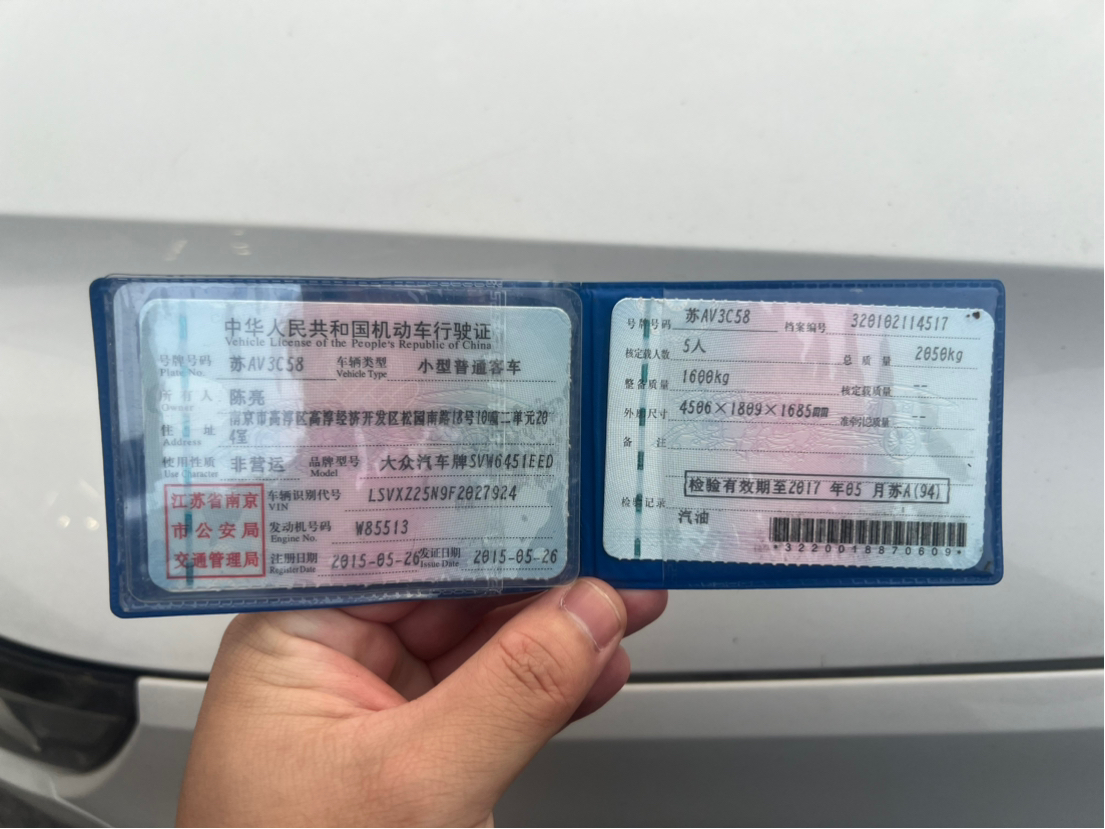 中华人民共和国机动车行驶证
Vehicle License of the People's Republic of China
号牌号码 苏AV3C58 车辆类型 小型普通客车
Plate No. Vehicle Type
所有人 陈亮
Owner
住址 南京市高淳区高淳经济开发区松园南路18号10幢二单元20
Address 4室
使用性质 非营运 品牌型号 大众汽车牌SVW6451EED
Use Character Model
江苏省南京
市公安局
交通管理局
车辆识别代号 LSVXZ25N9F2027924
VIN
发动机号码 W85513
Engine No.
注册日期 2015-05-26 发证日期 2015-05-26
Register Date Issue Date
号牌号码 苏AV3C58 档案编号 320102114517
核定载人数 5人 总质量 2050kg
整备质量 1600kg 核定载质量 --
外廓尺寸 4506×1809×1685mm 准牵引总质量 --
备注
检验记录 检验有效期至2017 年05 月苏A(94)
汽油
*3220018870609*